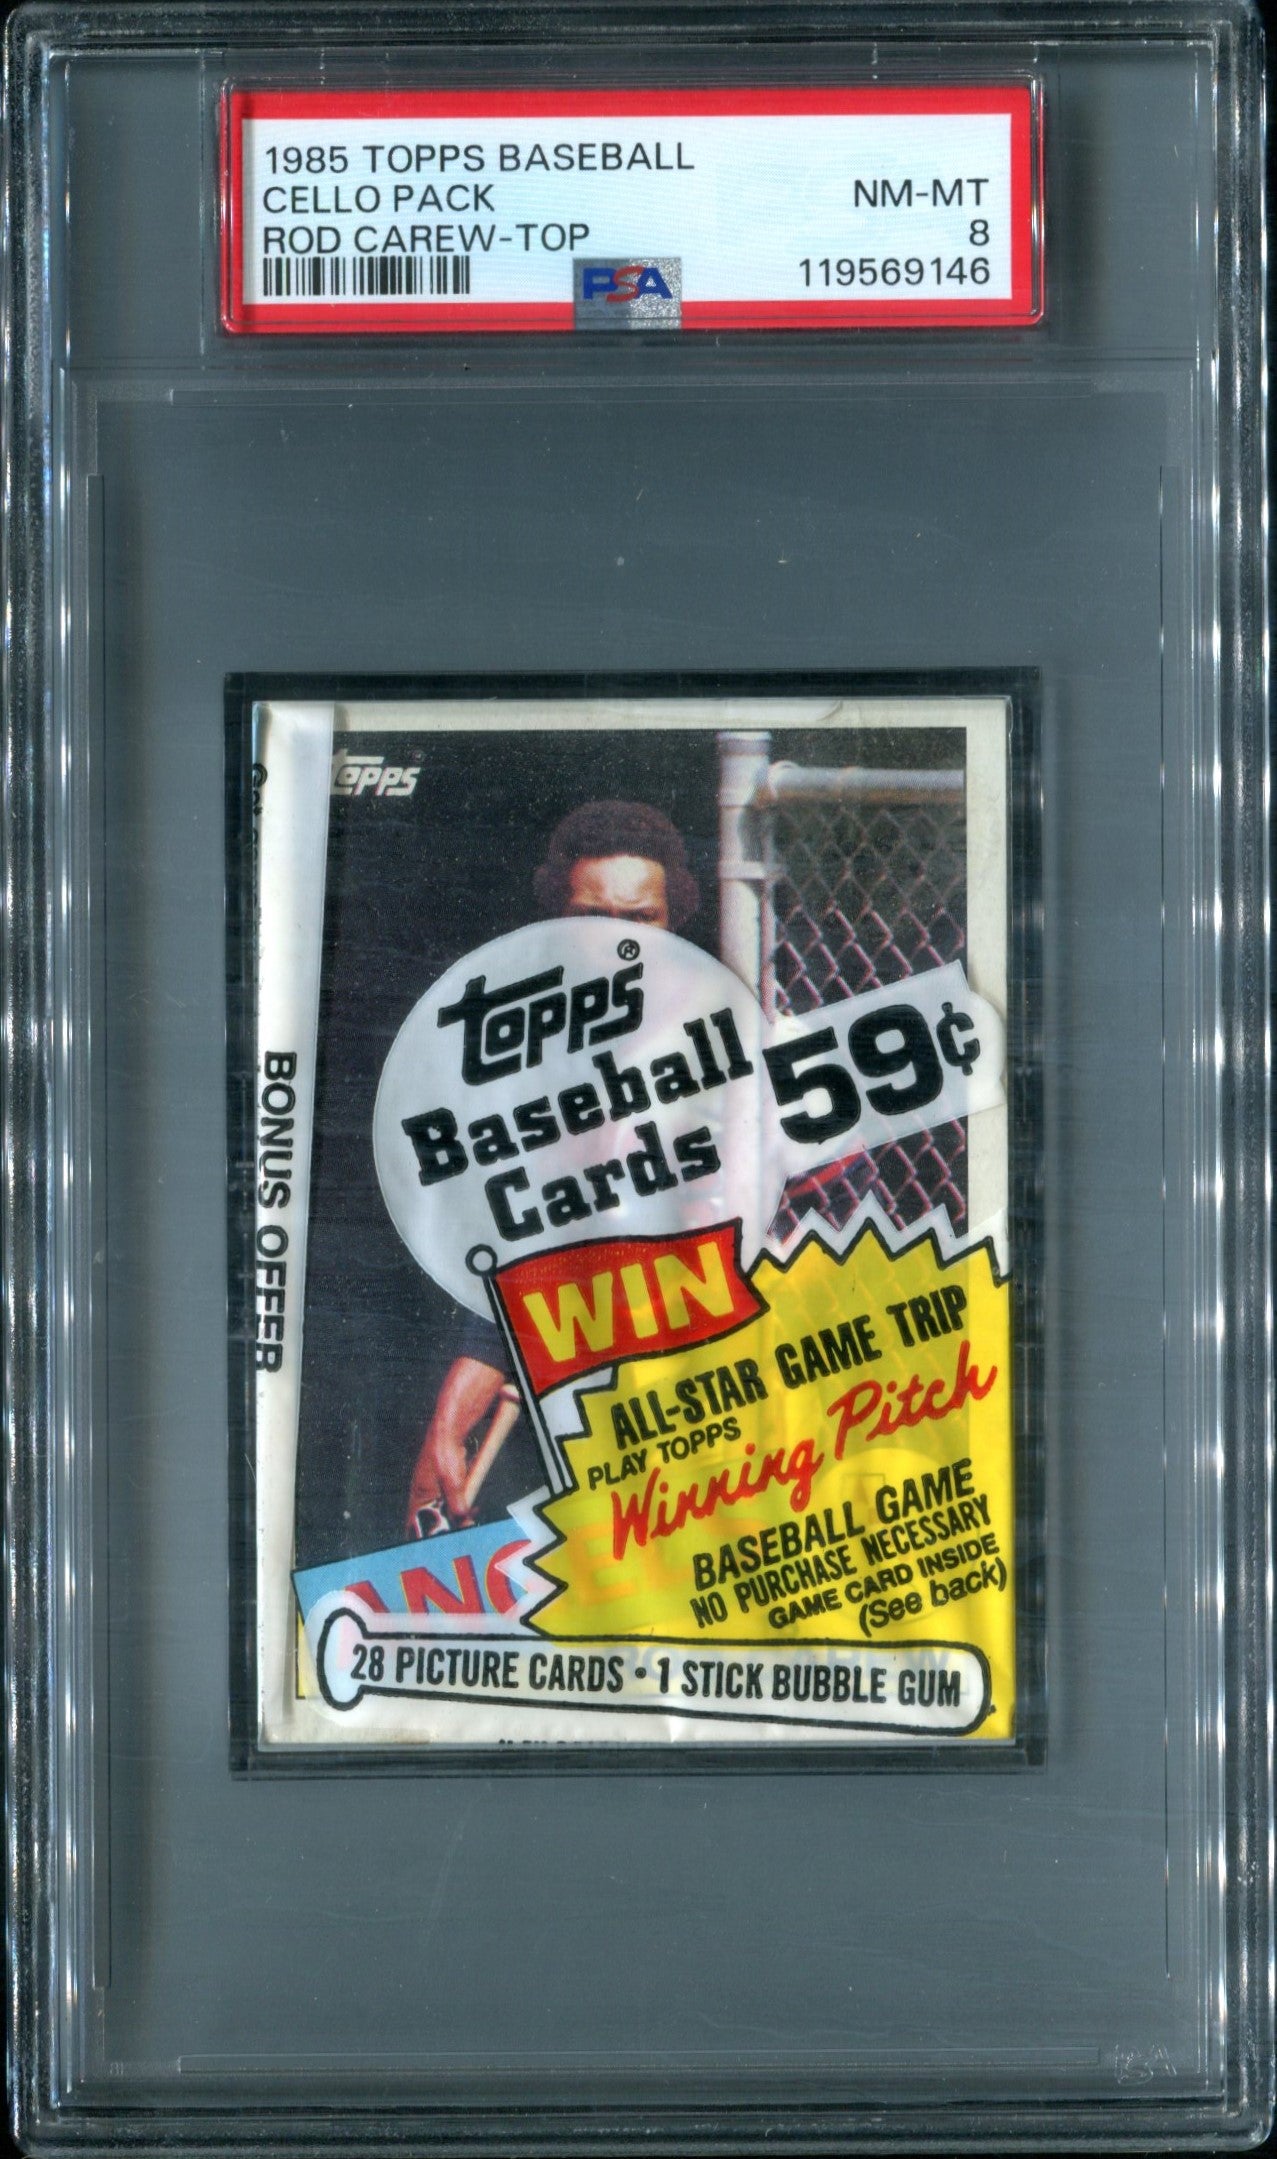 1985 TOPPS BASEBALL
CELLO PACK NM-MT
ROD CAREW-TOP 8
PSA 119569146
Topps
Topps®
Baseball
Cards
59¢
BONUS OFFER
WIN
ALL-STAR GAME TRIP
PLAY TOPPS
Winning Pitch
BASEBALL GAME
NO PURCHASE NECESSARY
GAME CARD INSIDE
(See back)
28 PICTURE CARDS • 1 STICK BUBBLE GUM